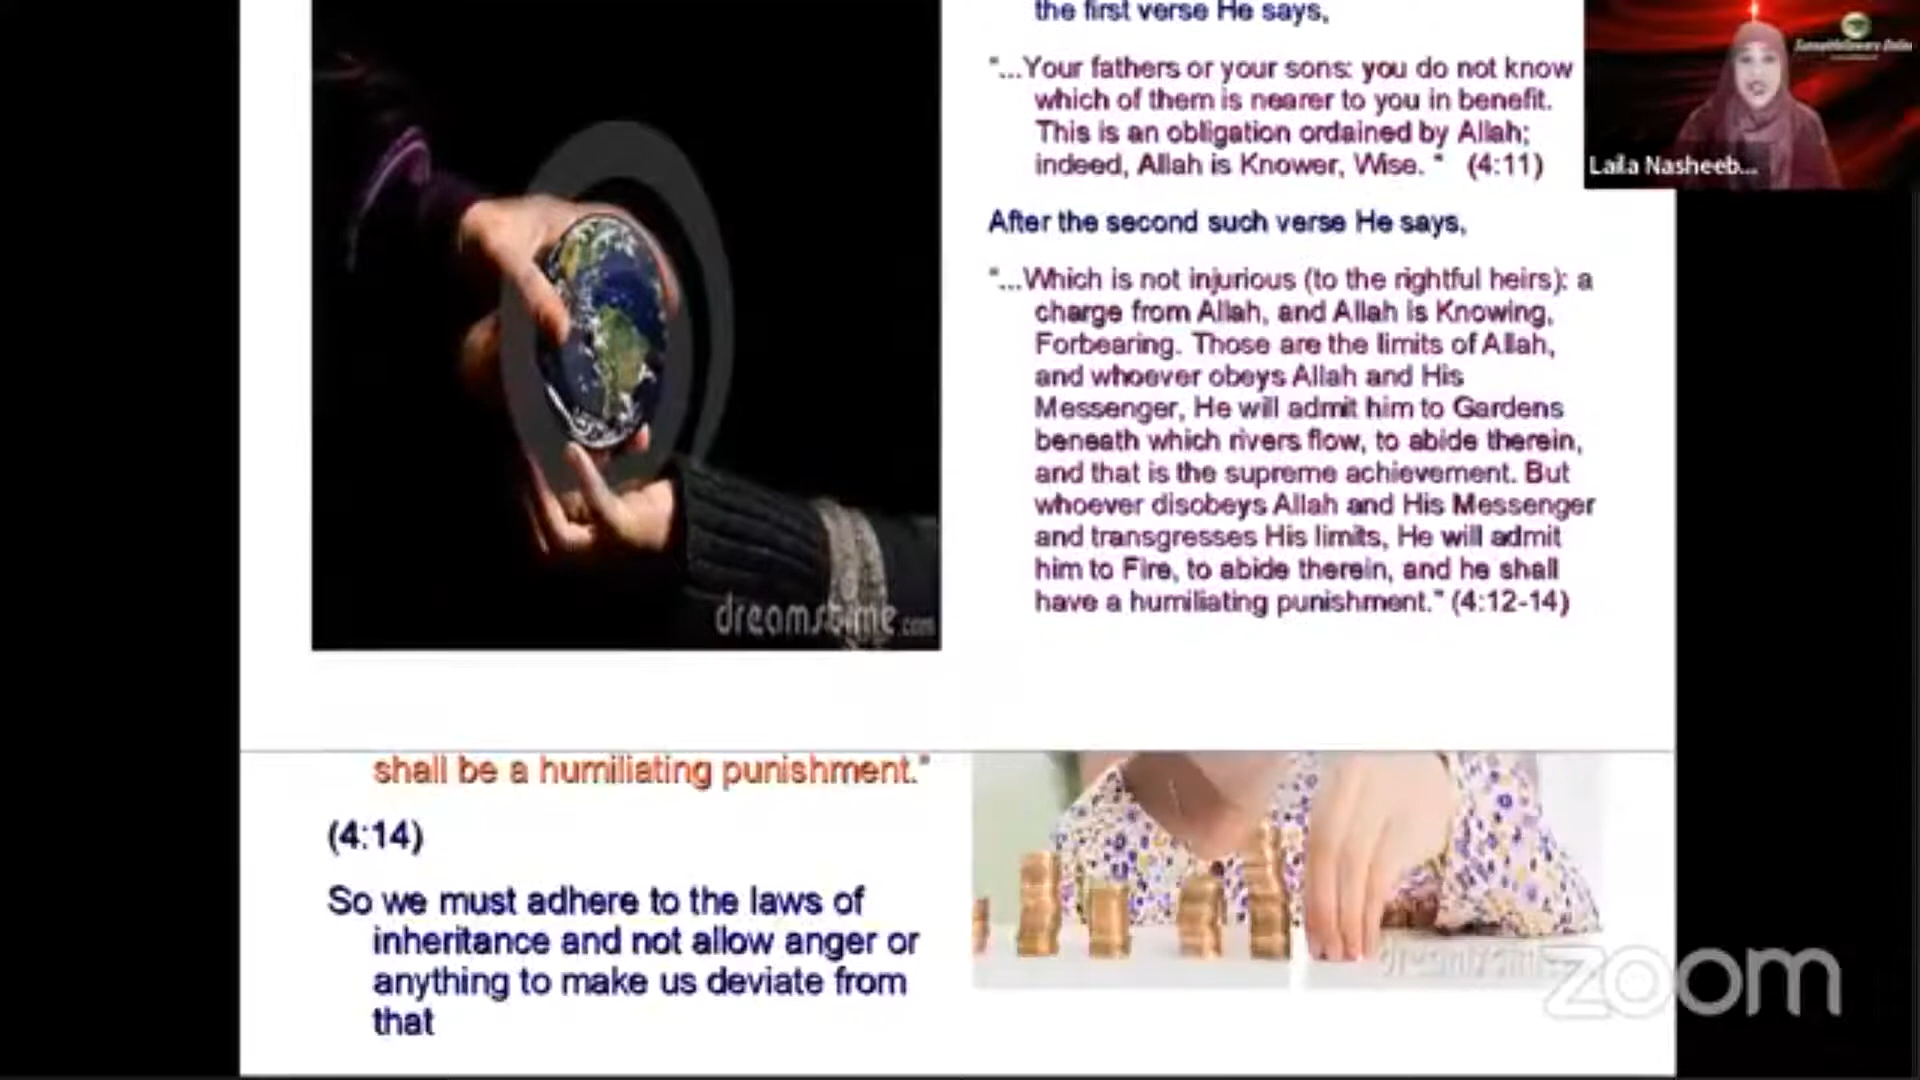 the first verse He says,
"...Your fathers or your sons: you do not know
which of them is nearer to you in benefit.
This is an obligation ordained by Allah;
indeed, Allah is Knower, Wise. " (4:11)
After the second such verse He says,
"...Which is not injurious (to the rightful heirs): a
charge from Allah, and Allah is Knowing,
Forbearing. Those are the limits of Allah,
and whoever obeys Allah and His
Messenger, He will admit him to Gardens
beneath which rivers flow, to abide therein,
and that is the supreme achievement. But
whoever disobeys Allah and His Messenger
and transgresses His limits, He will admit
him to Fire, to abide therein, and he shall
have a humiliating punishment." (4:12-14)
Laila Nasheeb...
dreamstime.com
shall be a humiliating punishment."
(4:14)
So we must adhere to the laws of
inheritance and not allow anger or
anything to make us deviate from
that
dreamstime
zoom